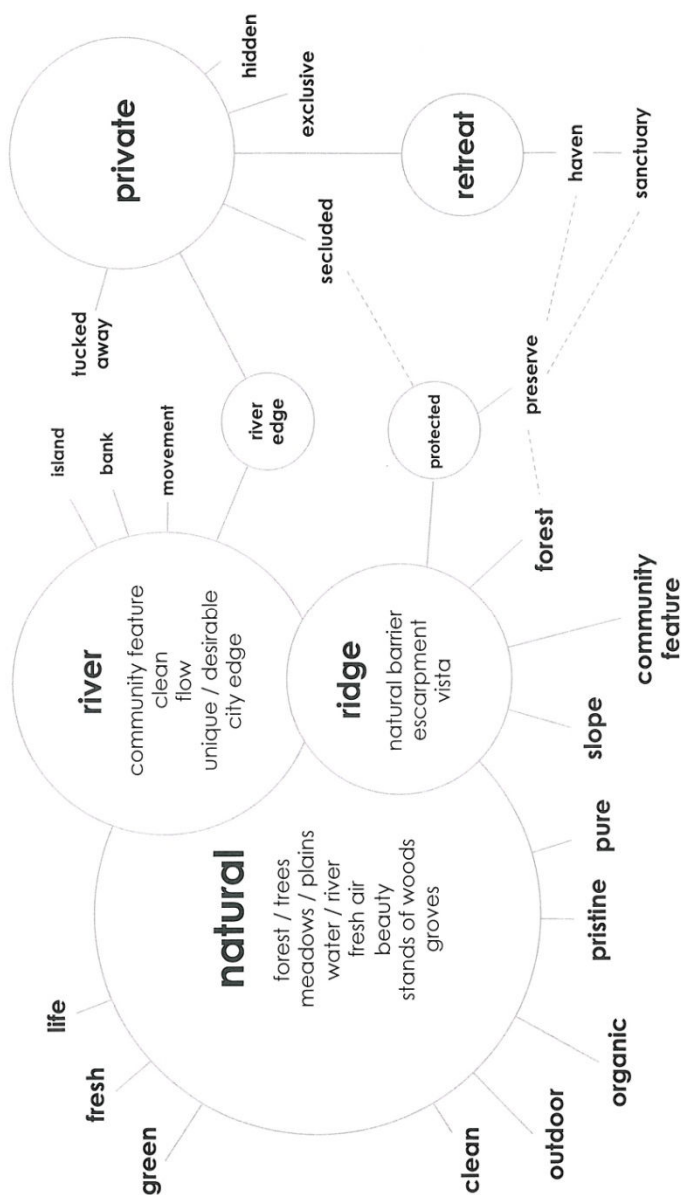 life
fresh
green
natural
forest / trees
meadows / plains
water / river
fresh air
beauty
stands of woods
groves
clean
outdoor
organic
pristine
pure
river
community feature
clean
flow
unique / desirable
city edge
island
bank
movement
ridge
natural barrier
escarpment
vista
slope
community
feature
forest
river
edge
protected
preserve
tucked
away
private
hidden
exclusive
secluded
retreat
haven
sanctuary